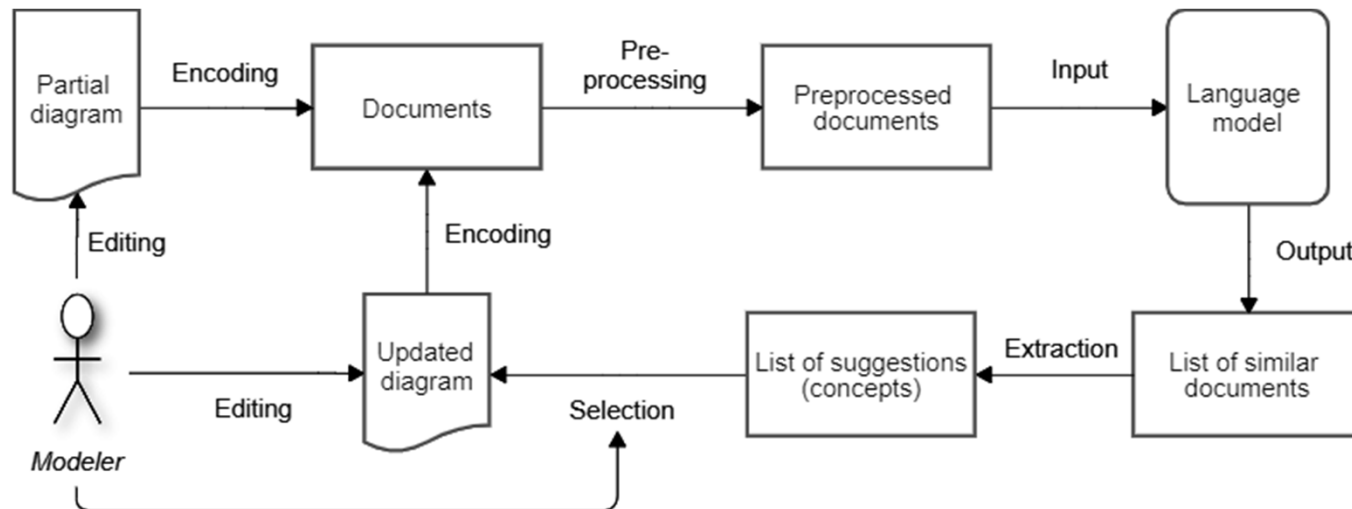 Partial
diagram
Encoding
Documents
Pre-
processing
Preprocessed
documents
Input
Language
model
Editing
Encoding
Output
Modeler
Editing
Updated
diagram
Selection
List of suggestions
(concepts)
Extraction
List of similar
documents